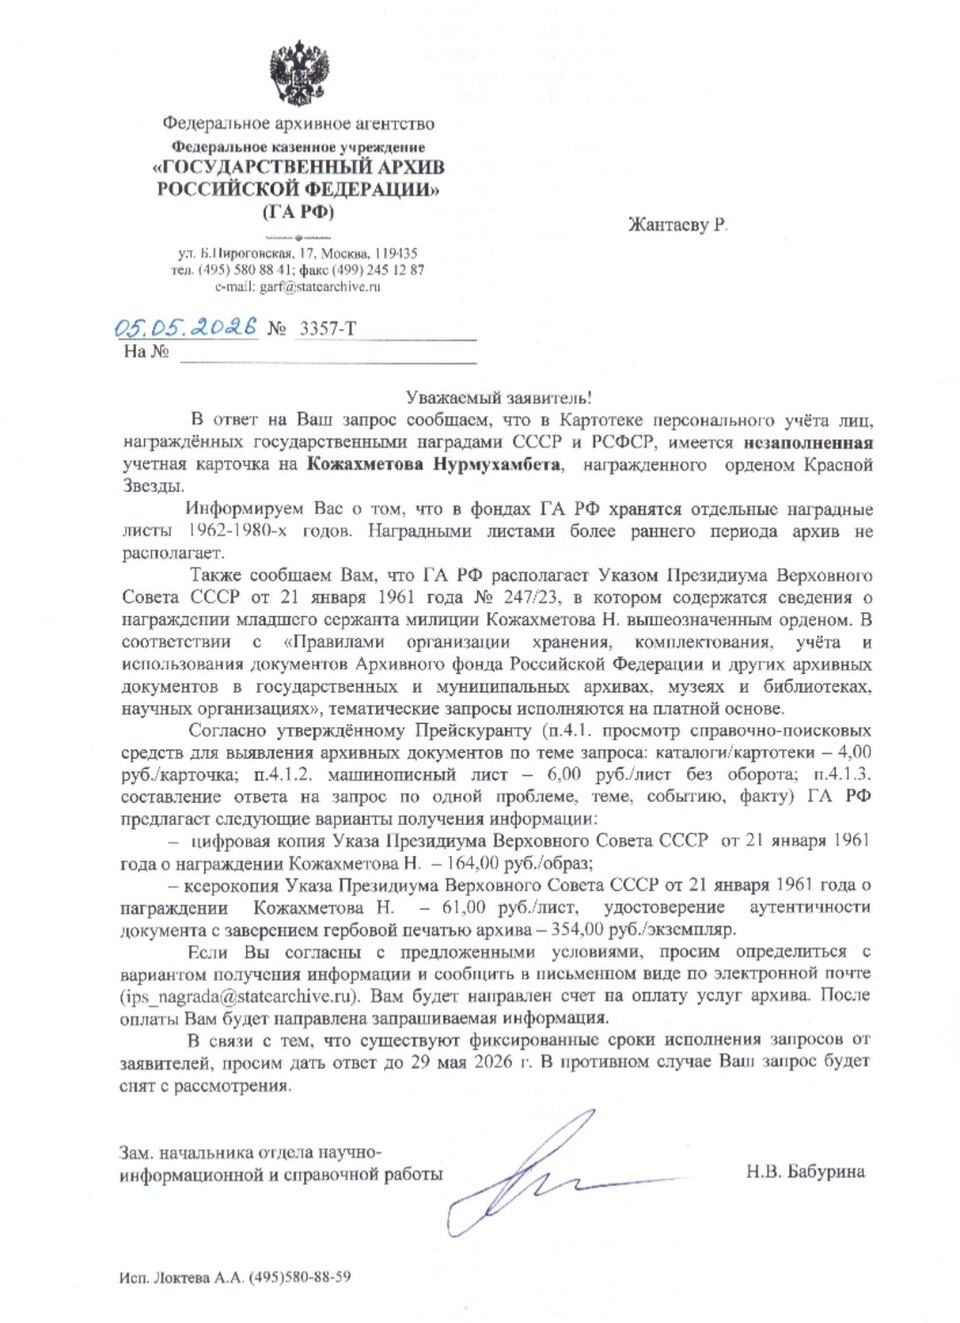 Федеральное архивное агентство
Федеральное казенное учреждение
«ГОСУДАРСТВЕННЫЙ АРХИВ
РОССИЙСКОЙ ФЕДЕРАЦИИ»
(ГА РФ)
Жантаеву Р.
ул. Б.Пироговская, 17, Москва, 119435
тел. (495) 580 88 41; факс (499) 245 12 87
e-mail: garf@statearchive.ru
05.05.2026 № 3357-Т
На №
Уважаемый заявитель!
В ответ на Ваш запрос сообщаем, что в Картотеке персонального учёта лиц,
награждённых государственными наградами СССР и РСФСР, имеется незаполненная
учетная карточка на Кожахметова Нурмухамбета, награжденного орденом Красной
Звезды.
Информируем Вас о том, что в фондах ГА РФ хранятся отдельные наградные
листы 1962-1980-х годов. Наградными листами более раннего периода архив не
располагает.
Также сообщаем Вам, что ГА РФ располагает Указом Президиума Верховного
Совета СССР от 21 января 1961 года № 247/23, в котором содержатся сведения о
награждении младшего сержанта милиции Кожахметова Н. вышеозначенным орденом. В
соответствии с «Правилами организации хранения, комплектования, учёта и
использования документов Архивного фонда Российской Федерации и других архивных
документов в государственных и муниципальных архивах, музеях и библиотеках,
научных организациях», тематические запросы исполняются на платной основе.
Согласно утверждённому Прейскуранту (п.4.1. просмотр справочно-поисковых
средств для выявления архивных документов по теме запроса: каталоги/картотеки – 4,00
руб./карточка; п.4.1.2. машинописный лист – 6,00 руб./лист без оборота; п.4.1.3.
составление ответа на запрос по одной проблеме, теме, событию, факту) ГА РФ
предлагает следующие варианты получения информации:
– цифровая копия Указа Президиума Верховного Совета СССР от 21 января 1961
года о награждении Кожахметова Н. – 164,00 руб./образ;
– ксерокопия Указа Президиума Верховного Совета СССР от 21 января 1961 года о
награждении Кожахметова Н. – 61,00 руб./лист, удостоверение аутентичности
документа с заверением гербовой печатью архива – 354,00 руб./экземпляр.
Если Вы согласны с предложенными условиями, просим определиться с
вариантом получения информации и сообщить в письменном виде по электронной почте
(ips_nagrada@statearchive.ru). Вам будет направлен счет на оплату услуг архива. После
оплаты Вам будет направлена запрашиваемая информация.
В связи с тем, что существуют фиксированные сроки исполнения запросов от
заявителей, просим дать ответ до 29 мая 2026 г. В противном случае Ваш запрос будет
снят с рассмотрения.
Зам. начальника отдела научно-
информационной и справочной работы
Н.В. Бабурина
Исп. Локтева А.А. (495)580-88-59